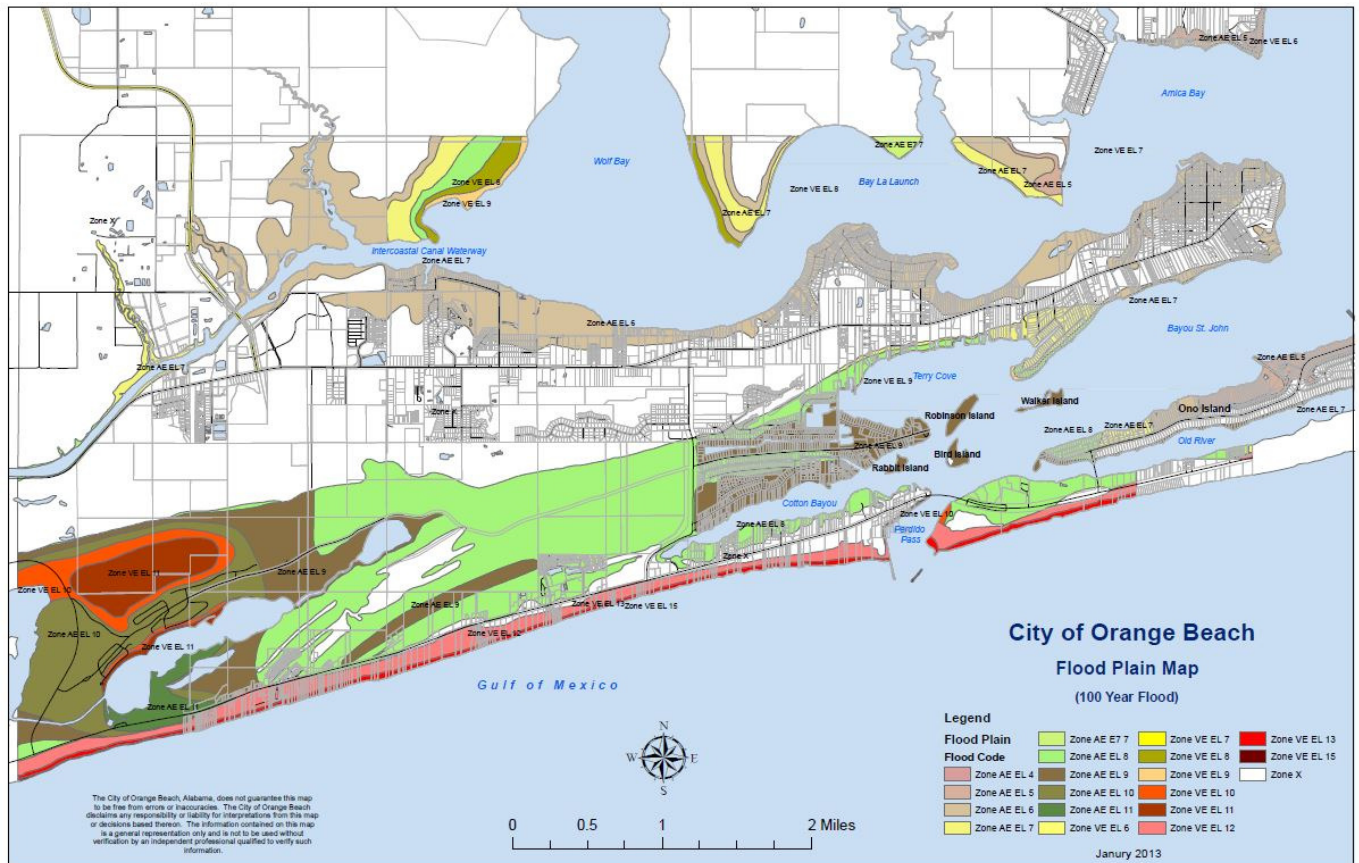 Zone AE EL 5
Zone VE EL 6
Amica Bay
Zone AE E7 7
Zone VE EL 7
Wolf Bay
Zone AE EL 7
Zone VE EL 8
Bay La Launch
Zone VE EL 8
Zone AE EL 5
Zone VE EL 9
Zone AE EL 7
Zone X
Intercoastal Canal Waterway
Zone AE EL 7
Zone AE EL 7
Zone AE EL 6
Bayou St. John
Zone AE EL 5
Zone AE EL 7
Terry Cove
Zone VE EL 9
Walker Island
Ono Island
Zone AE EL 7
Robinson Island
Zone X
Zone AE EL 8
Zone AE EL 7
Old River
Zone AE EL 9
Bird Island
Rabbit Island
Cotton Bayou
Zone VE EL 10
Zone AE EL 8
Perdido
Pass
Zone X
Zone VE EL 11
Zone AE EL 9
Zone VE EL 10
Zone AE EL 9
Zone VE EL 13
Zone VE EL 15
Zone AE EL 10
Zone VE EL 12
Zone VE EL 11
Zone AE EL 11
Gulf of Mexico
City of Orange Beach
Flood Plain Map
(100 Year Flood)
Legend
Flood Plain
Flood Code
Zone AE EL 4
Zone AE EL 5
Zone AE EL 6
Zone AE EL 7
Zone AE E7 7
Zone AE EL 8
Zone AE EL 9
Zone AE EL 10
Zone AE EL 11
Zone VE EL 6
Zone VE EL 7
Zone VE EL 8
Zone VE EL 9
Zone VE EL 10
Zone VE EL 11
Zone VE EL 12
Zone VE EL 13
Zone VE EL 15
Zone X
N
W E
S
0 0.5 1 2 Miles
The City of Orange Beach, Alabama, does not guarantee this map
to be free from errors or inaccuracies. The City of Orange Beach
disclaims any responsibility or liability for interpretations from this map
or decisions based thereon. The information contained on this map
is a general representation only and is not to be used without
verification by an independent professional qualified to verify such
information.
Janury 2013